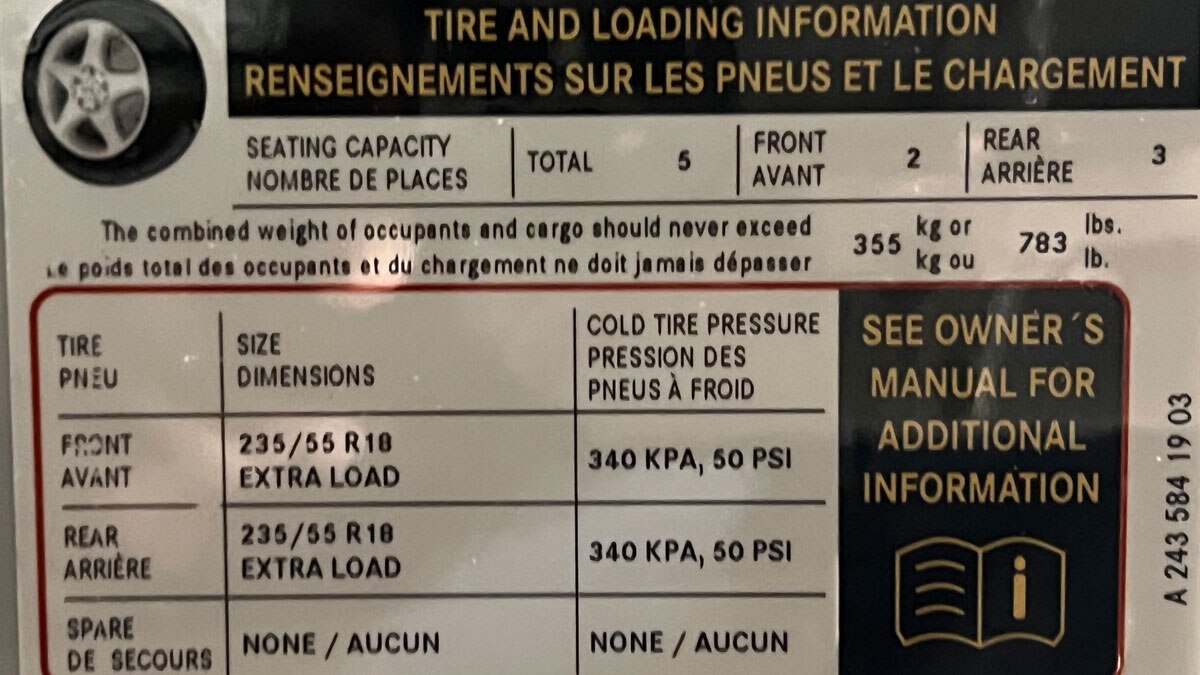 TIRE AND LOADING INFORMATION
RENSEIGNEMENTS SUR LES PNEUS ET LE CHARGEMENT
SEATING CAPACITY
NOMBRE DE PLACES
TOTAL 5
FRONT
AVANT
2
REAR
ARRIÈRE
3
The combined weight of occupants and cargo should never exceed
Le poids total des occupants et du chargement ne doit jamais dépasser
355
kg or
kg ou
783
lbs.
lb.
TIRE
PNEU
SIZE
DIMENSIONS
COLD TIRE PRESSURE
PRESSION DES
PNEUS À FROID
FRONT
AVANT
235/55 R18
EXTRA LOAD
340 KPA, 50 PSI
REAR
ARRIÈRE
235/55 R18
EXTRA LOAD
340 KPA, 50 PSI
SPARE
DE SECOURS
NONE / AUCUN
NONE / AUCUN
SEE OWNER´S
MANUAL FOR
ADDITIONAL
INFORMATION
A 243 584 19 03